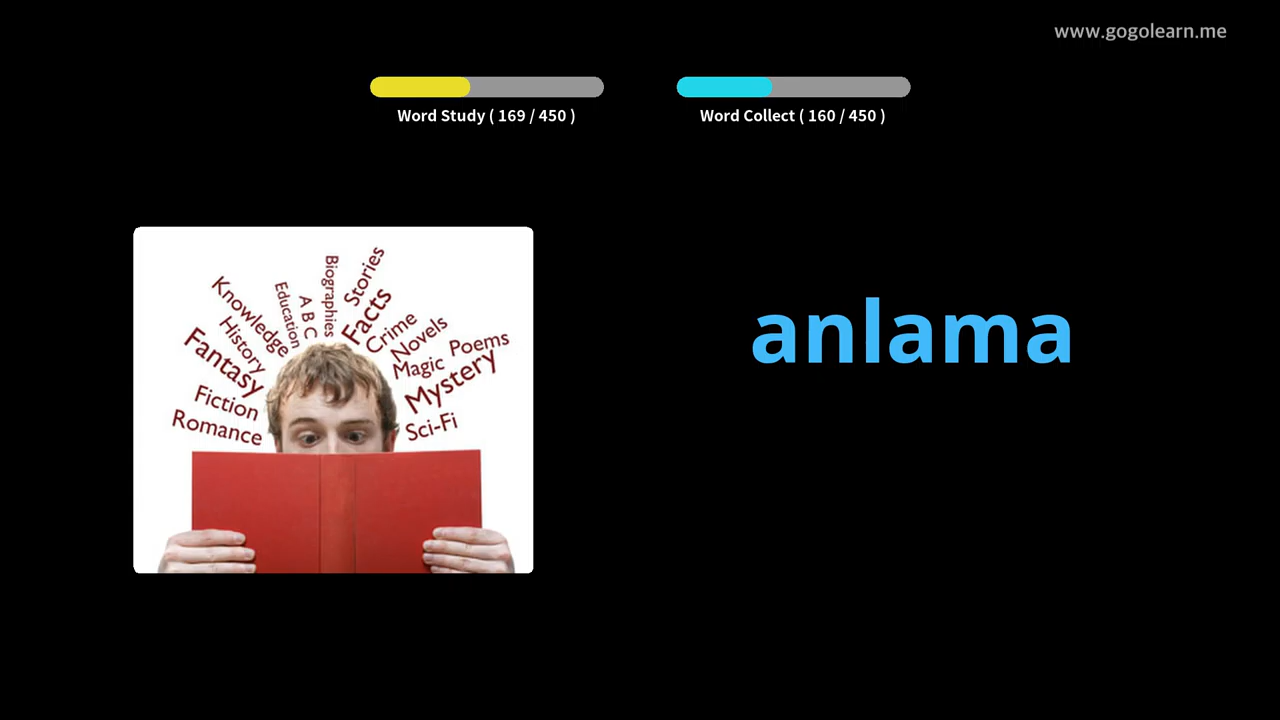 www.gogolearn.me
Word Study ( 169 / 450 )
Word Collect ( 160 / 450 )
Stories
Biographies
Facts
A B C
Education
Knowledge
Crime
Novels
History
Poems
Magic
Fantasy
Mystery
Fiction
Sci-Fi
Romance
anlama